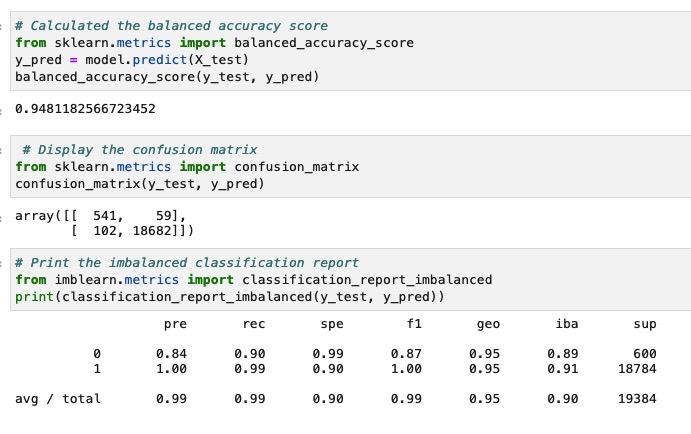 # Calculated the balanced accuracy score
from sklearn.metrics import balanced_accuracy_score
y_pred = model.predict(X_test)
balanced_accuracy_score(y_test, y_pred)
0.9481182566723452
# Display the confusion matrix
from sklearn.metrics import confusion_matrix
confusion_matrix(y_test, y_pred)
array([[  541,    59],
       [  102, 18682]])
# Print the imbalanced classification report
from imblearn.metrics import classification_report_imbalanced
print(classification_report_imbalanced(y_test, y_pred))
                   pre       rec       spe        f1       geo       iba       sup
          0       0.84      0.90      0.99      0.87      0.95      0.89       600
          1       1.00      0.99      0.90      1.00      0.95      0.91     18784
avg / total       0.99      0.99      0.90      0.99      0.95      0.90     19384